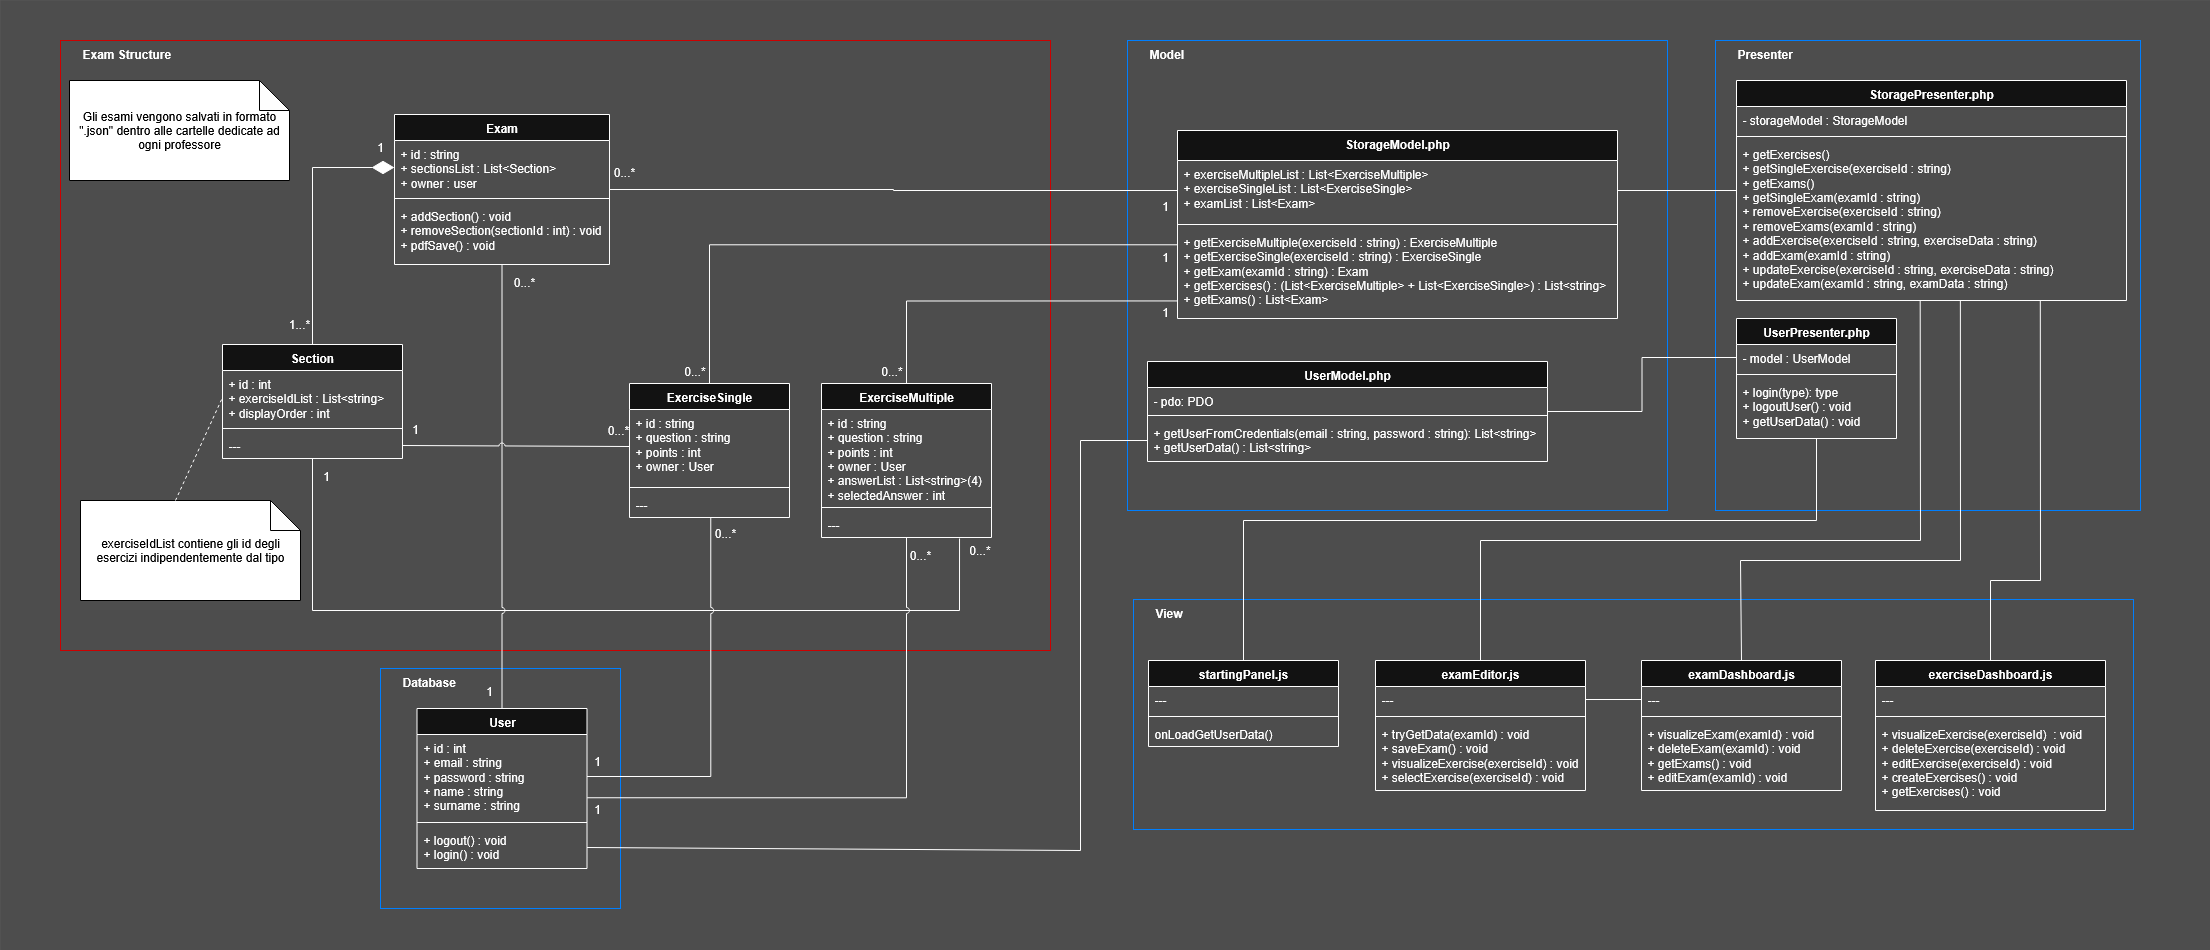 Exam Structure
Gli esami vengono salvati in formato
".json" dentro alle cartelle dedicate ad
ogni professore
Exam
+ id : string
+ sectionsList : List<Section>
+ owner : user
+ addSection() : void
+ removeSection(sectionId : int) : void
+ pdfSave() : void
1
0...*
0...*
1...*
Section
+ id : int
+ exerciseIdList : List<string>
+ displayOrder : int
---
1
1
exerciseIdList contiene gli id degli
esercizi indipendentemente dal tipo
0...*
0...*
ExerciseSingle
+ id : string
+ question : string
+ points : int
+ owner : User
---
0...*
0...*
ExerciseMultiple
+ id : string
+ question : string
+ points : int
+ owner : User
+ answerList : List<string>(4)
+ selectedAnswer : int
---
0...*
0...*
Database
1
User
+ id : int
+ email : string
+ password : string
+ name : string
+ surname : string
+ logout() : void
+ login() : void
1
1
Model
StorageModel.php
+ exerciseMultipleList : List<ExerciseMultiple>
+ exerciseSingleList : List<ExerciseSingle>
+ examList : List<Exam>
+ getExerciseMultiple(exerciseId : string) : ExerciseMultiple
+ getExerciseSingle(exerciseId : string) : ExerciseSingle
+ getExam(examId : string) : Exam
+ getExercises() : (List<ExerciseMultiple> + List<ExerciseSingle>) : List<string>
+ getExams() : List<Exam>
1
1
1
UserModel.php
- pdo: PDO
+ getUserFromCredentials(email : string, password : string): List<string>
+ getUserData() : List<string>
Presenter
StoragePresenter.php
- storageModel : StorageModel
+ getExercises()
+ getSingleExercise(exerciseId : string)
+ getExams()
+ getSingleExam(examId : string)
+ removeExercise(exerciseId : string)
+ removeExams(examId : string)
+ addExercise(exerciseId : string, exerciseData : string)
+ addExam(examId : string)
+ updateExercise(exerciseId : string, exerciseData : string)
+ updateExam(examId : string, examData : string)
UserPresenter.php
- model : UserModel
+ login(type): type
+ logoutUser() : void
+ getUserData() : void
View
startingPanel.js
---
onLoadGetUserData()
examEditor.js
---
+ tryGetData(examId) : void
+ saveExam() : void
+ visualizeExercise(exerciseId) : void
+ selectExercise(exerciseId) : void
examDashboard.js
---
+ visualizeExam(examId) : void
+ deleteExam(examId) : void
+ getExams() : void
+ editExam(examId) : void
exerciseDashboard.js
---
+ visualizeExercise(exerciseId)  : void
+ deleteExercise(exerciseId) : void
+ editExercise(exerciseId) : void
+ createExercises() : void
+ getExercises() : void